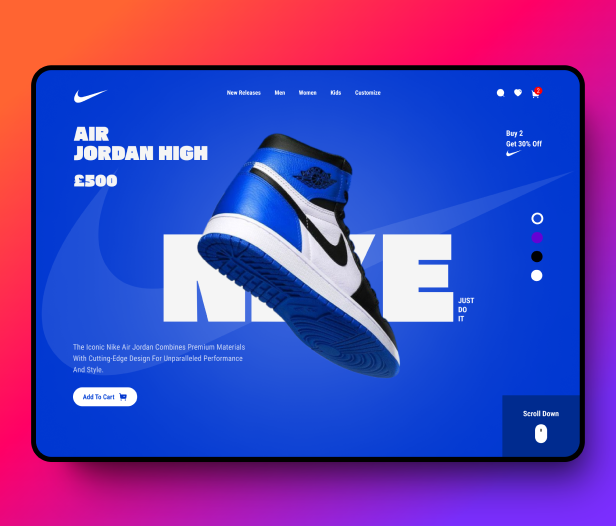 New Releases Men Women Kids Customize
2
AIR
JORDAN HIGH
£500
Buy 2
Get 30% Off
NIKE
JUST
DO
IT
The Iconic Nike Air Jordan Combines Premium Materials
With Cutting-Edge Design For Unparalleled Performance
And Style.
Add To Cart
Scroll Down